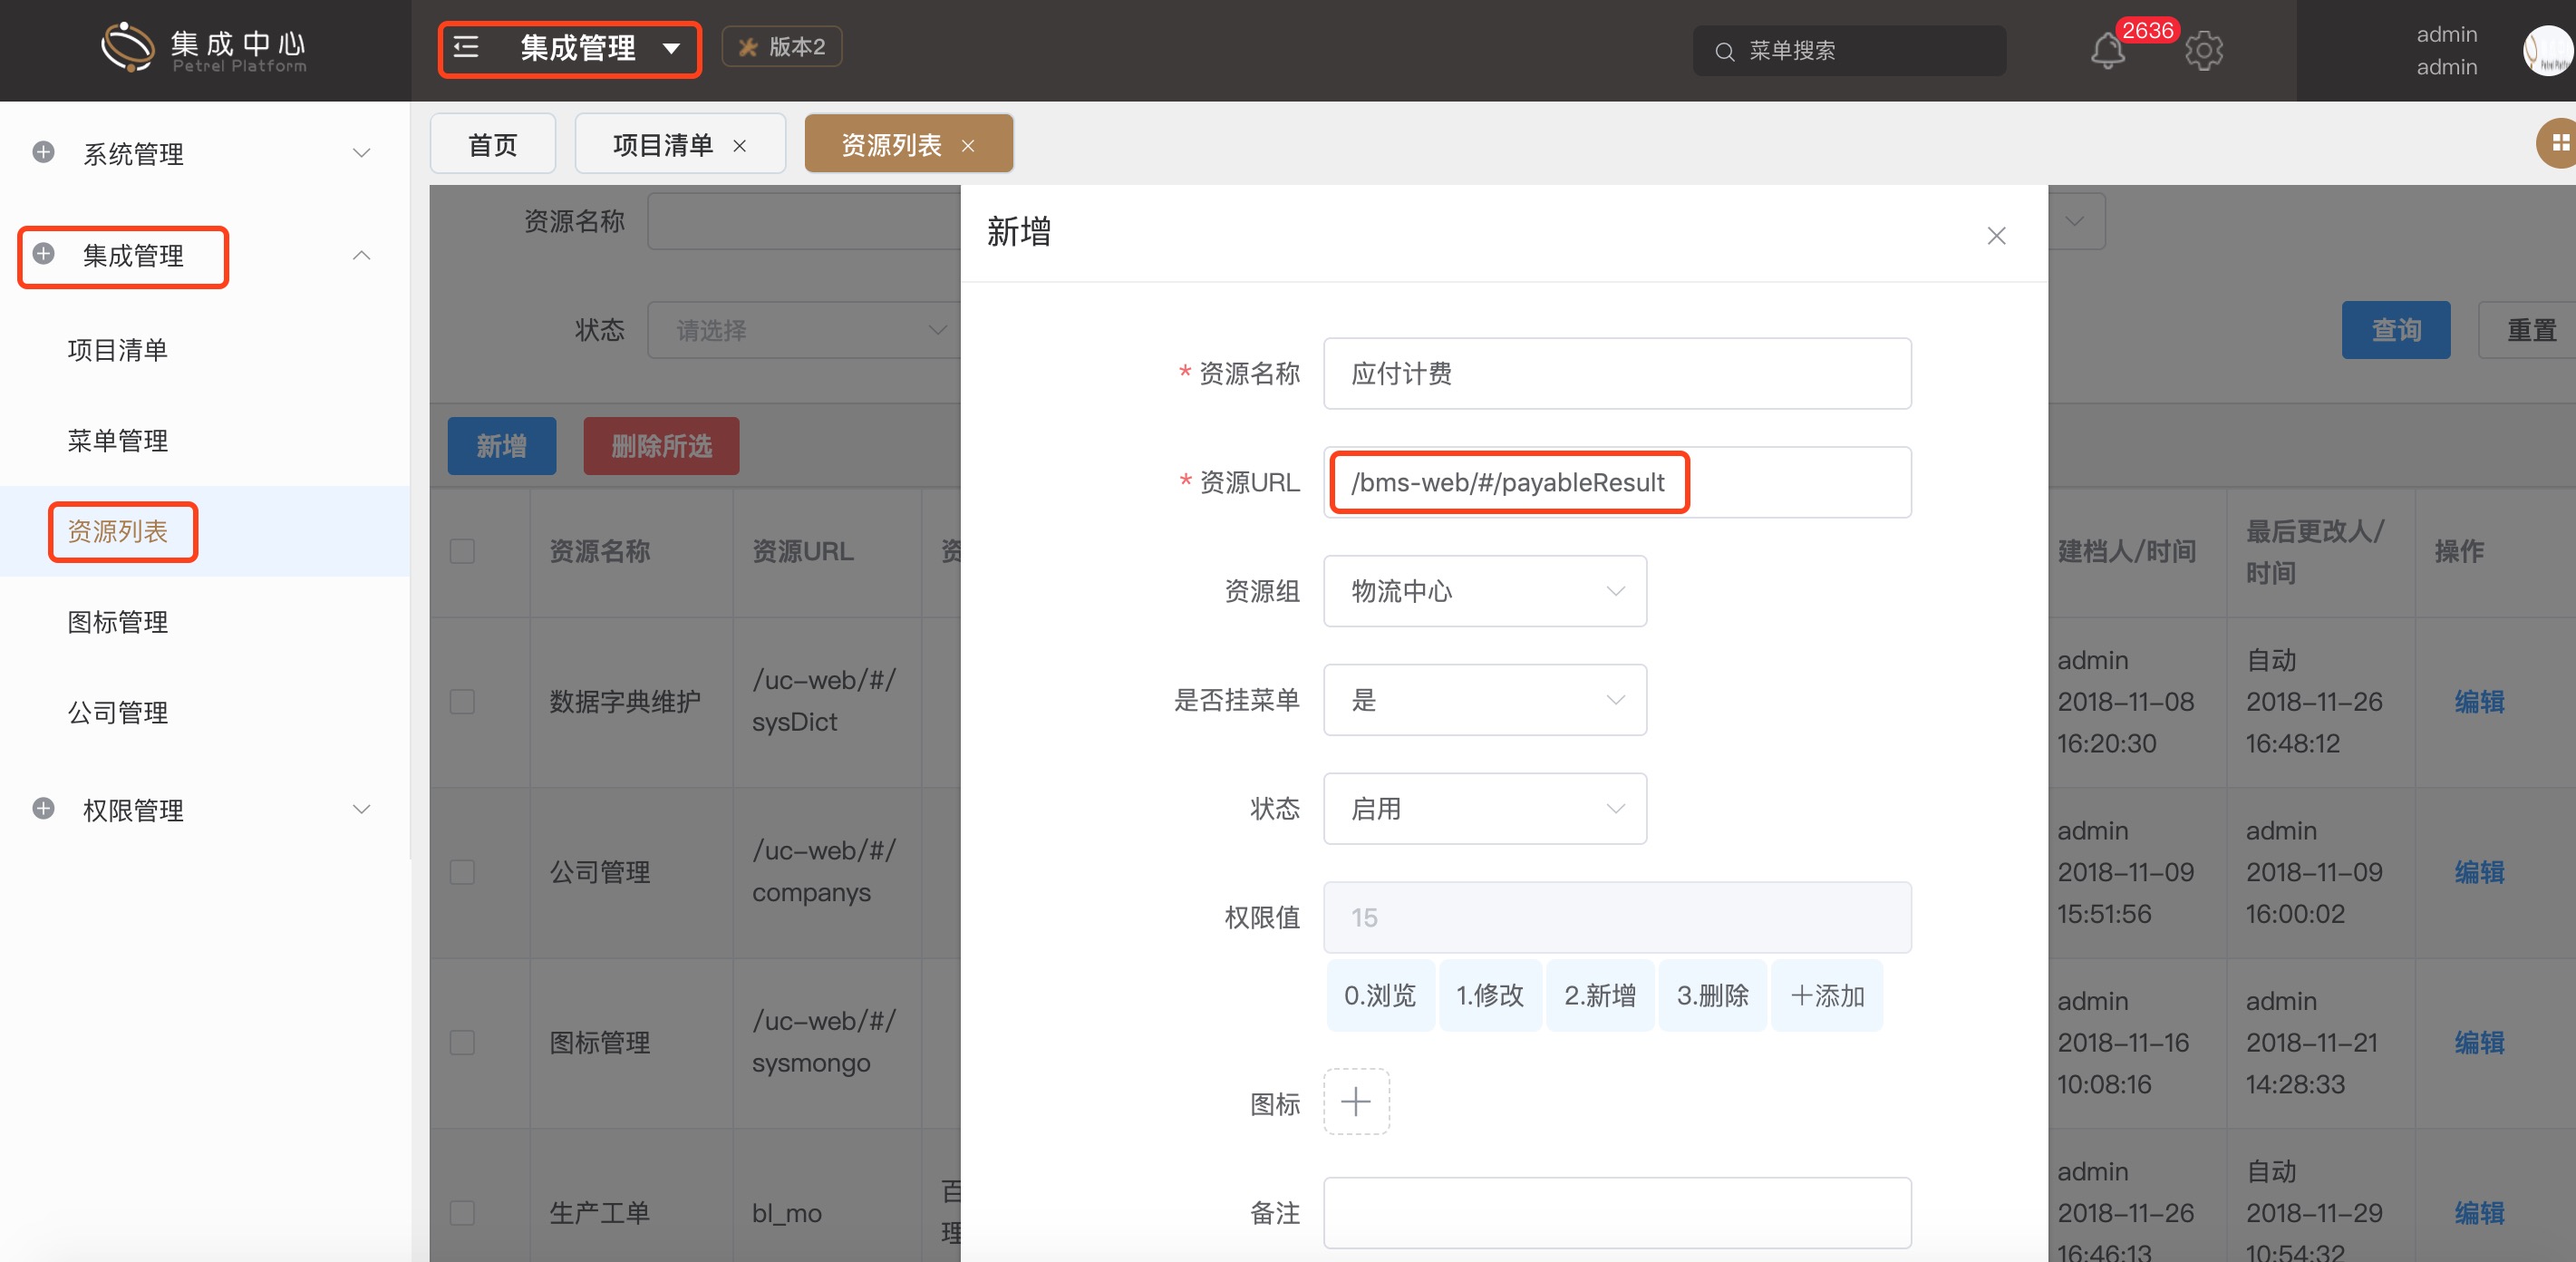 集成中心
Petrel Platform
集成管理
版本2
菜单搜索
2636
admin
admin
系统管理
集成管理
项目清单
菜单管理
资源列表
图标管理
公司管理
权限管理
首页
项目清单
资源列表
资源名称
状态
请选择
查询
重置
新增
删除所选
资源名称
资源URL
资
建档人/时间
最后更改人/
时间
操作
数据字典维护
/uc-web/#/
sysDict
admin
2018-11-08
16:20:30
自动
2018-11-26
16:48:12
编辑
公司管理
/uc-web/#/
companys
admin
2018-11-09
15:51:56
admin
2018-11-09
16:00:02
编辑
图标管理
/uc-web/#/
sysmongo
admin
2018-11-16
10:08:16
admin
2018-11-21
14:28:33
编辑
生产工单
bl_mo
百
理
admin
2018-11-26
16:46:13
自动
2018-11-29
10:54:32
编辑
新增
* 资源名称
应付计费
* 资源URL
/bms-web/#/payableResult
资源组
物流中心
是否挂菜单
是
状态
启用
权限值
15
0.浏览
1.修改
2.新增
3.删除
+添加
图标
备注